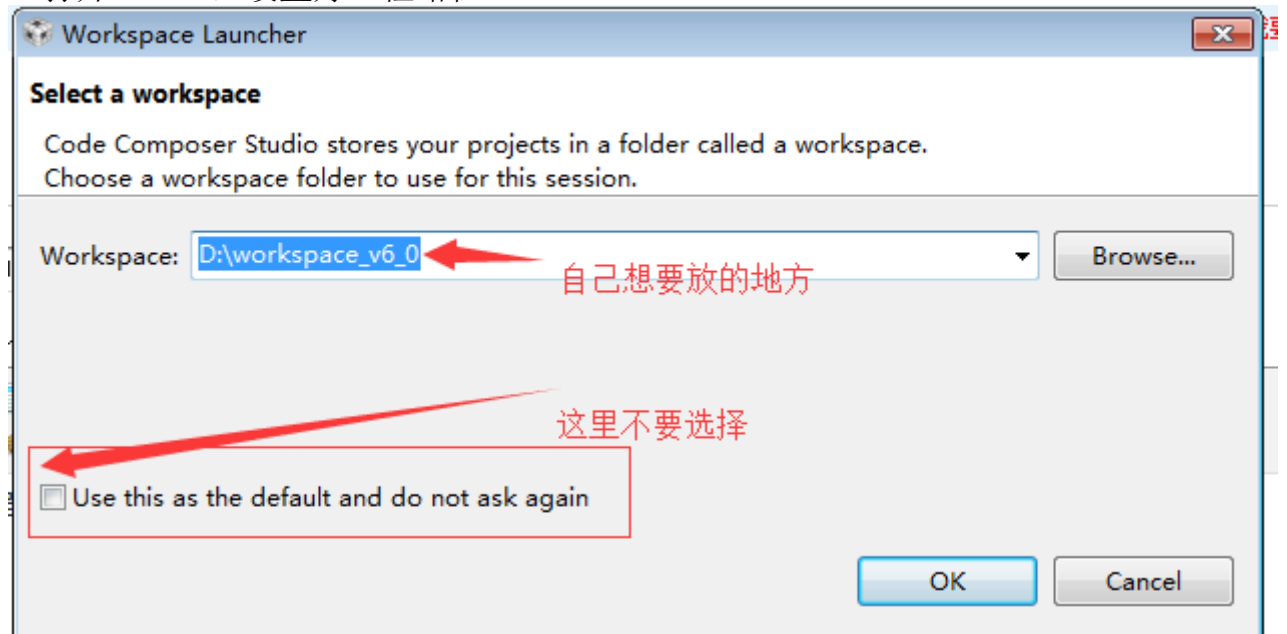 Workspace Launcher
Select a workspace
Code Composer Studio stores your projects in a folder called a workspace.
Choose a workspace folder to use for this session.
Workspace: D:\workspace_v6_0 Browse...
自己想要放的地方
这里不要选择
Use this as the default and do not ask again
OK Cancel